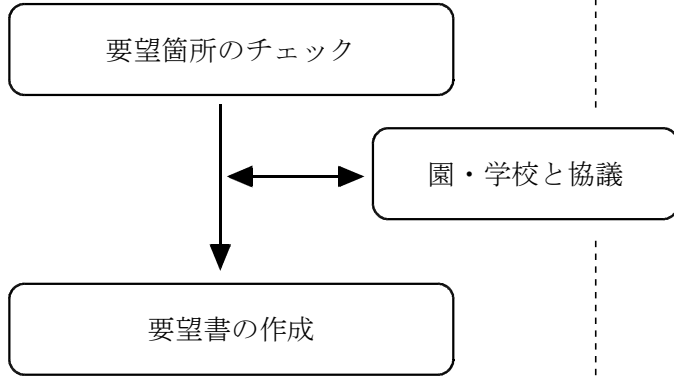 要望箇所のチェック
園・学校と協議
要望書の作成